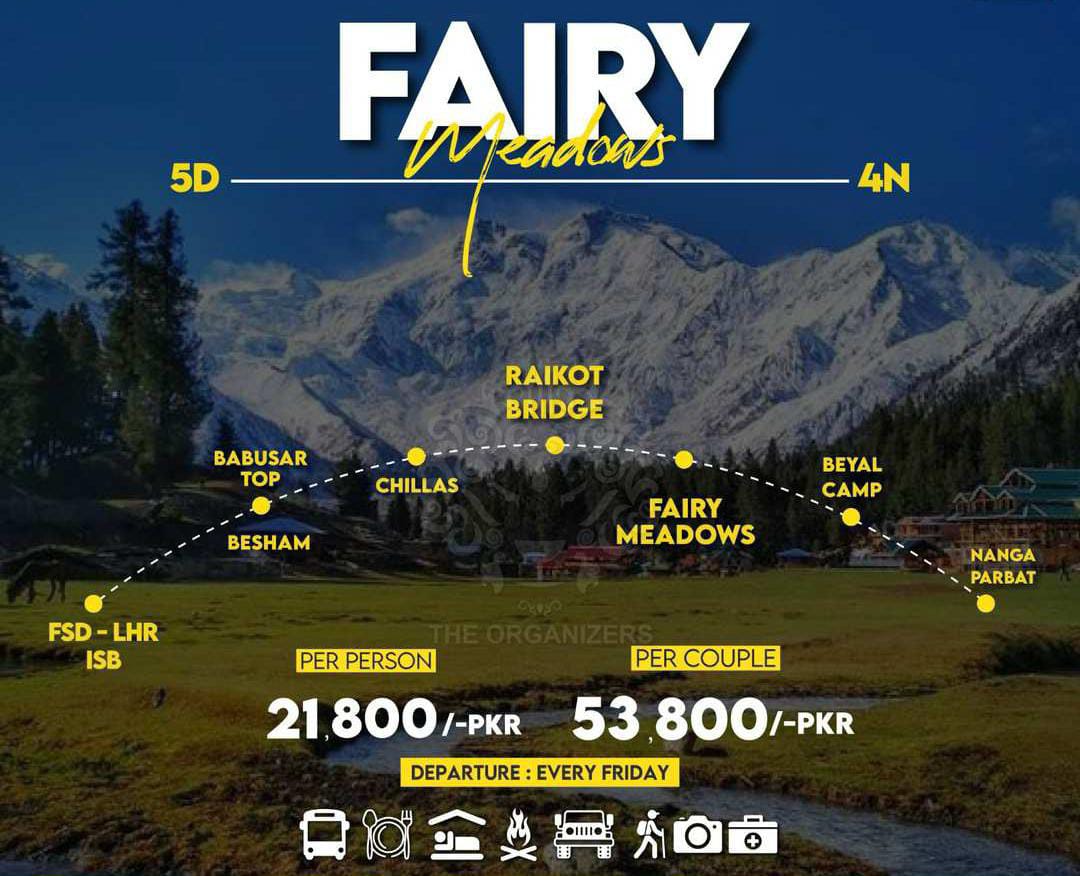 FAIRY
Meadows
5D
4N
RAIKOT
BRIDGE
BABUSAR
TOP
BESHAM
CHILLAS
FAIRY
MEADOWS
BEYAL
CAMP
NANGA
PARBAT
FSD - LHR
ISB
THE ORGANIZERS
PER PERSON
PER COUPLE
21,800/-PKR
53,800/-PKR
DEPARTURE : EVERY FRIDAY